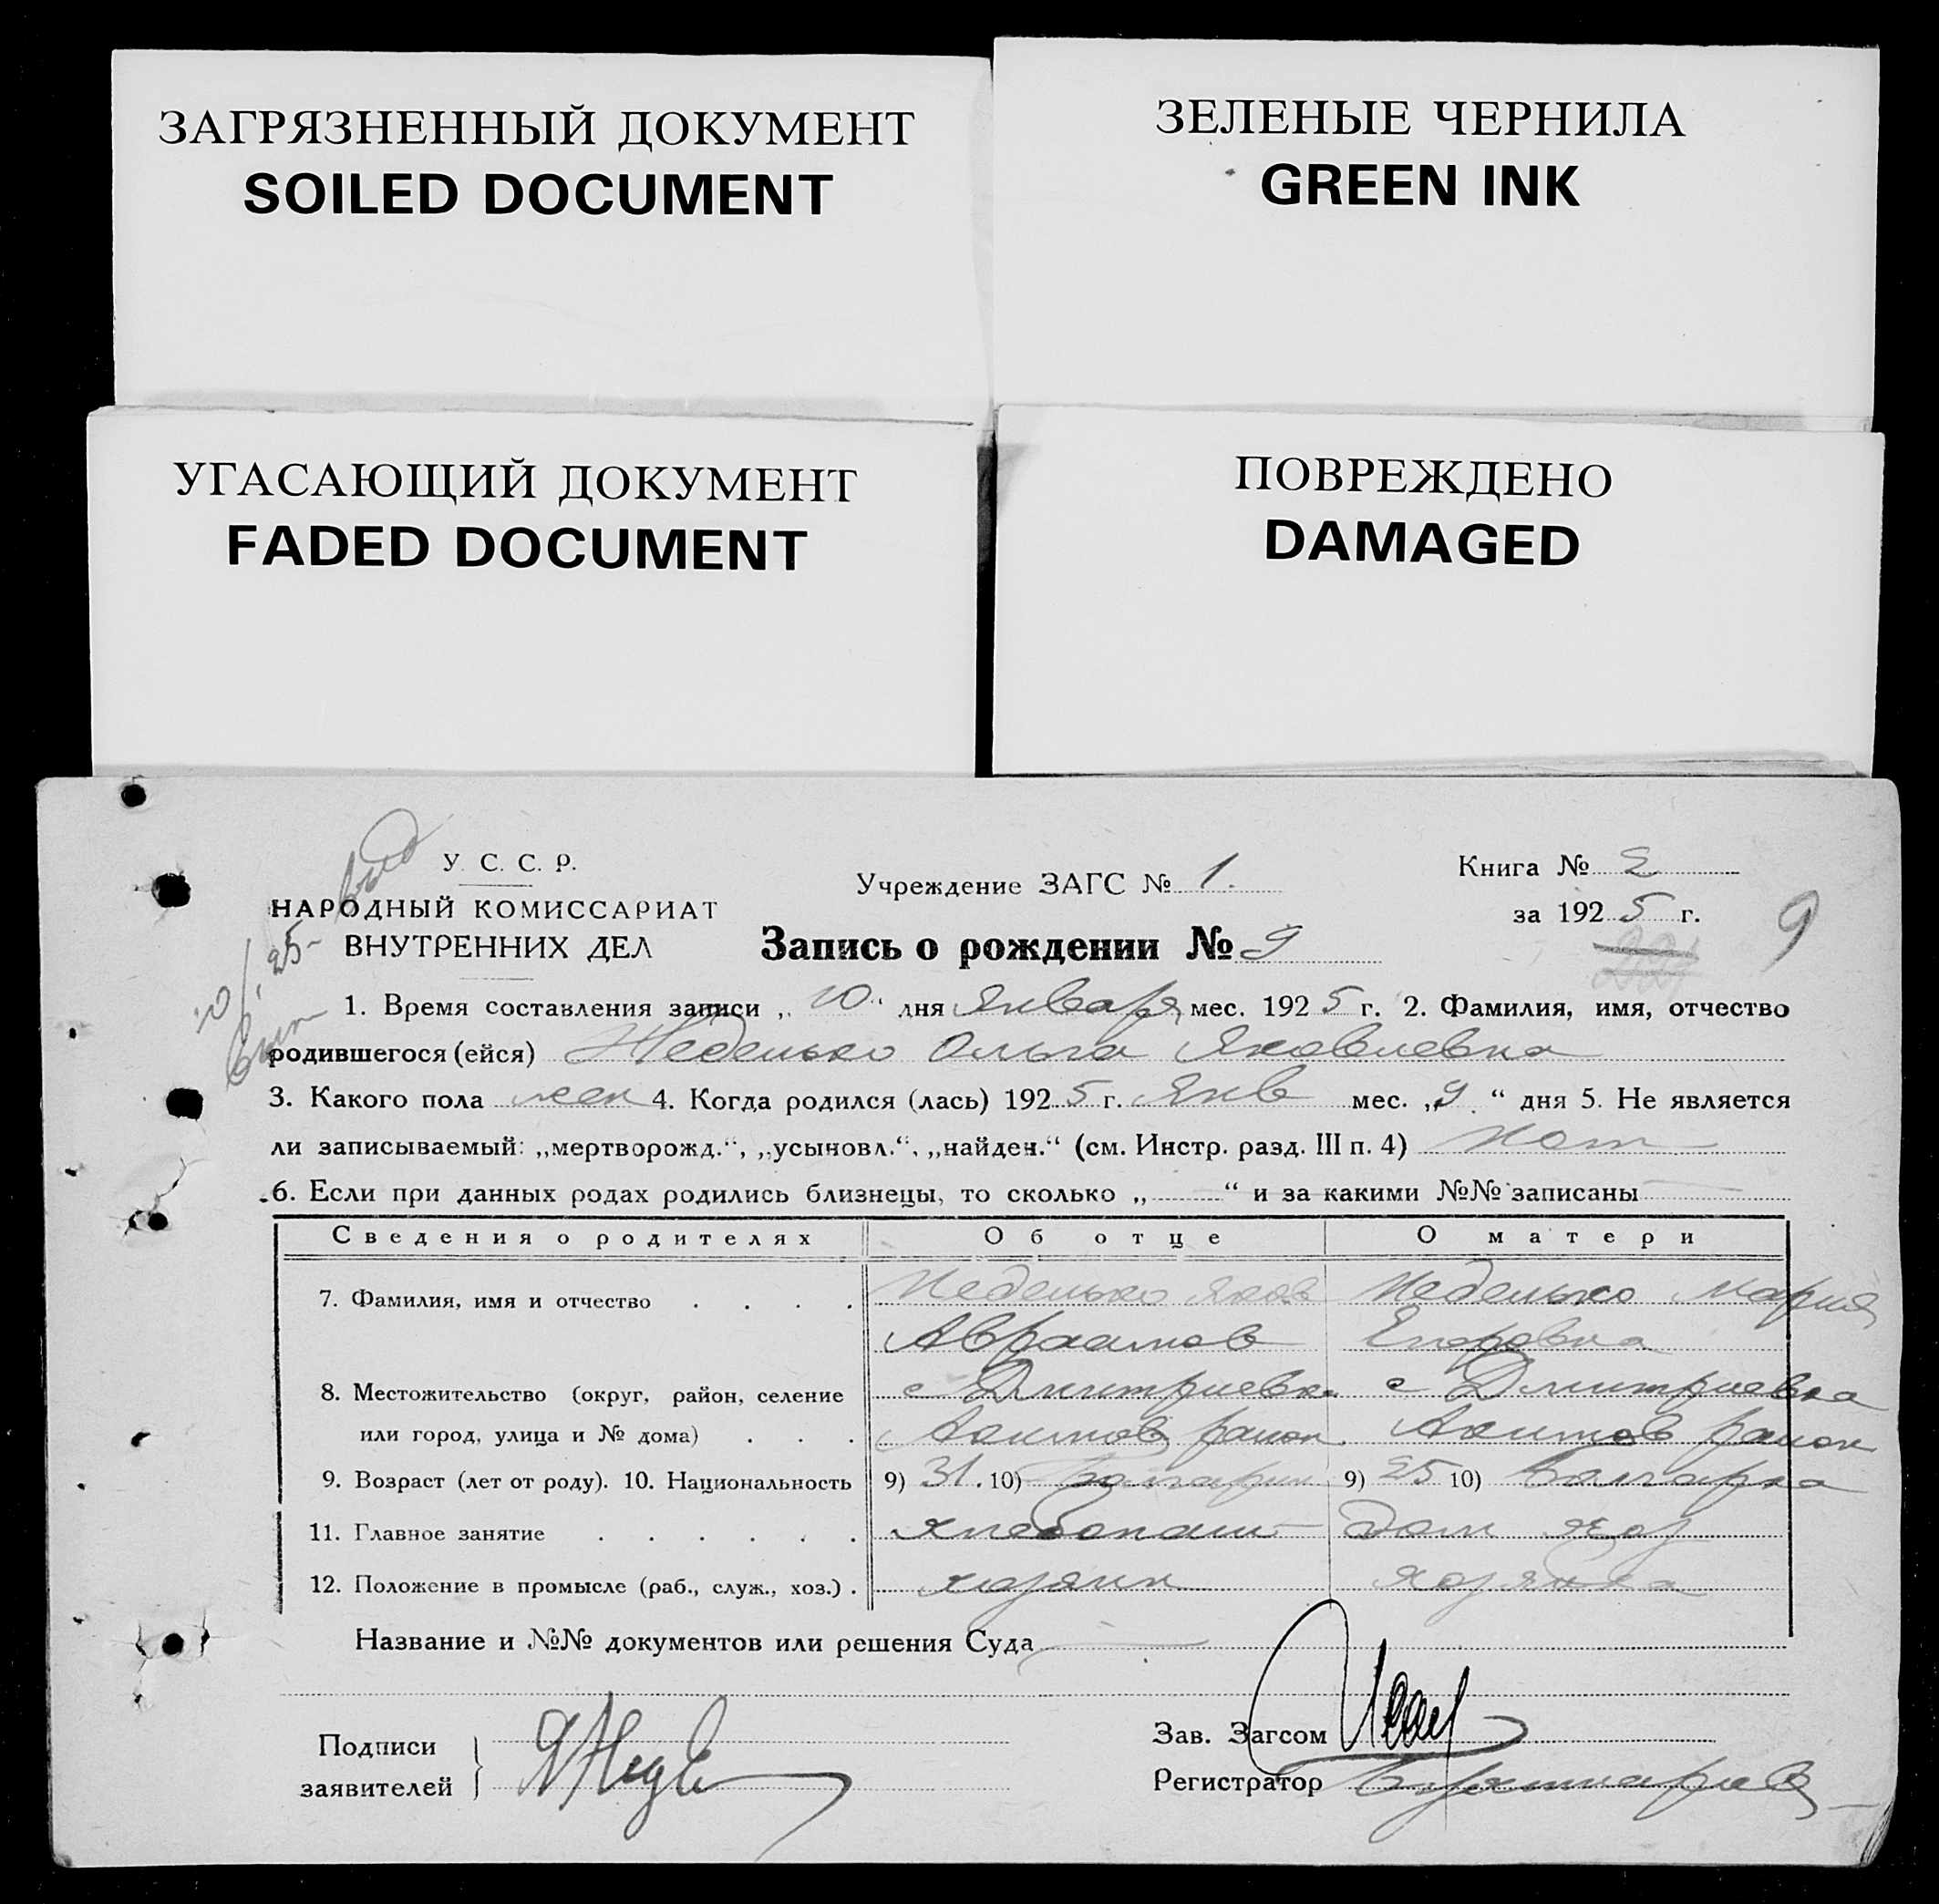 ЗАГРЯЗНЕННЫЙ ДОКУМЕНТ
SOILED DOCUMENT
ЗЕЛЕНЫЕ ЧЕРНИЛА
GREEN INK
УГАСАЮЩИЙ ДОКУМЕНТ
FADED DOCUMENT
ПОВРЕЖДЕНО
DAMAGED
У. С. С. Р.
НАРОДНЫЙ КОМИССАРИАТ
ВНУТРЕННИХ ДЕЛ
Учреждение ЗАГС № 1.
Книга № 2
за 1925 г.
9
Запись о рождении № 9
1. Время составления записи „10“ дня Января мес. 1925 г. 2. Фамилия, имя, отчество
родившегося (ейся) Неделько Ольга Яковлевна
3. Какого пола жен 4. Когда родился (лась) 1925 г. Янв мес. „9“ дня 5. Не является
ли записываемый: „мертворожд.“, „усыновл.“, „найден.“ (см. Инстр. разд. III п. 4) Нет
6. Если при данных родах родились близнецы, то сколько „—“ и за какими №№ записаны —
Сведения о родителях Об отце О матери
7. Фамилия, имя и отчество . . . . Неделько Яков Неделько Мария
Авраамов Егоровна
8. Местожительство (округ, район, селение с Дмитриевка с Дмитриевка
или город, улица и № дома) . . . Акимов район Акимов район
9. Возраст (лет от роду). 10. Национальность 9) 31. 10) Болгарин 9) 25 10) Болгарка
11. Главное занятие . . . . . . хлебопаш Дом хоз
12. Положение в промысле (раб., служ., хоз.) . хозяин хозяйка
Название и №№ документов или решения Суда —
Подписи
заявителей
Зав. Загсом
Регистратор